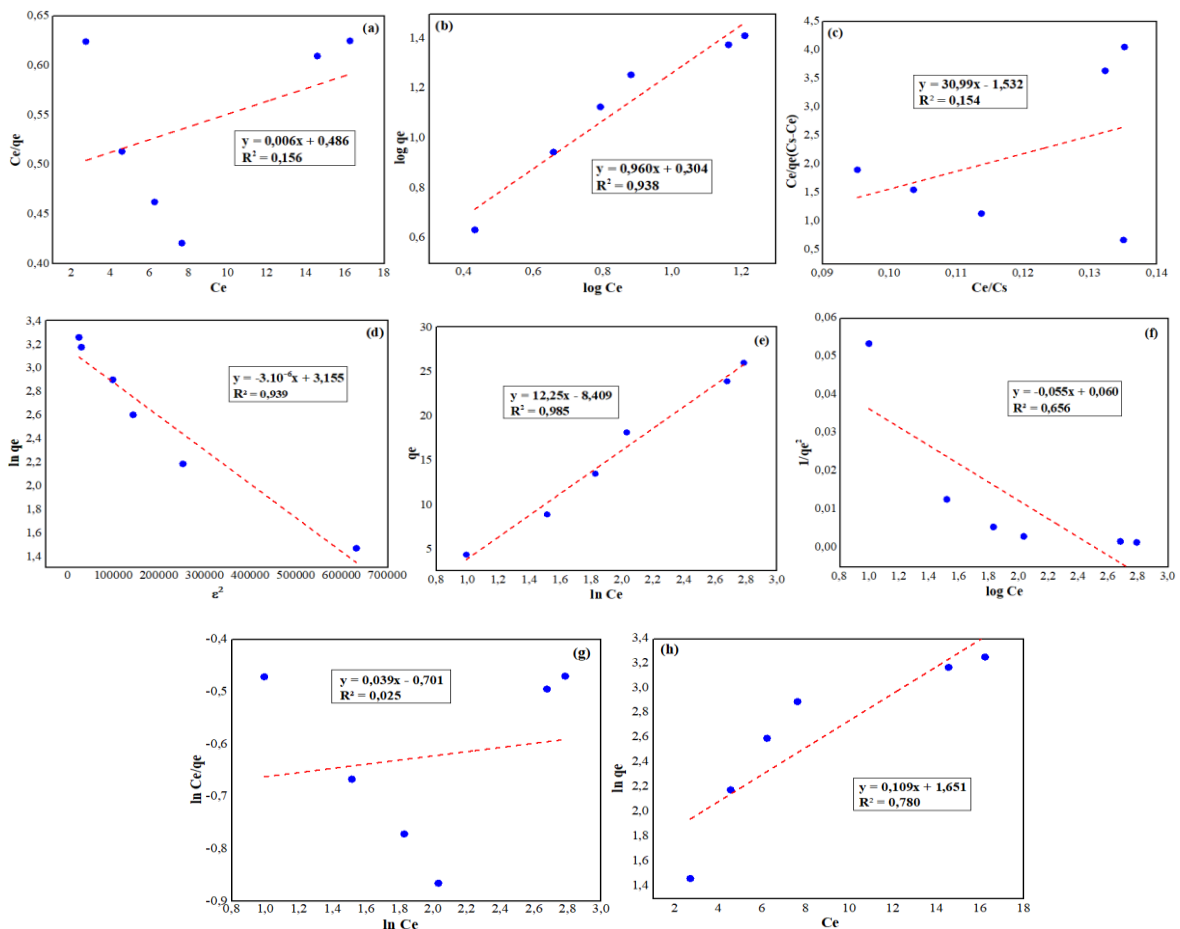 (a)
0,65
0,60
0,55
0,50
0,45
0,40
Ce/qe
y = 0,006x + 0,486
R² = 0,156
2 4 6 8 10 12 14 16 18
Ce
(b)
1,4
1,2
1,0
0,8
0,6
log qe
y = 0,960x + 0,304
R² = 0,938
0,4 0,6 0,8 1,0 1,2
log Ce
(c)
4,5
4,0
3,5
3,0
2,5
2,0
1,5
1,0
0,5
Ce/qe(Cs-Ce)
y = 30,99x - 1,532
R² = 0,154
0,09 0,10 0,11 0,12 0,13 0,14
Ce/Cs
(d)
3,4
3,2
3,0
2,8
2,6
2,4
2,2
2,0
1,8
1,6
1,4
ln qe
y = -3.10⁻⁶x + 3,155
R² = 0,939
0 100000 200000 300000 400000 500000 600000 700000
ε²
(e)
30
25
20
15
10
5
qe
y = 12,25x - 8,409
R² = 0,985
0,8 1,0 1,2 1,4 1,6 1,8 2,0 2,2 2,4 2,6 2,8 3,0
ln Ce
(f)
0,06
0,05
0,04
0,03
0,02
0,01
0,00
1/qe²
y = -0,055x + 0,060
R² = 0,656
0,8 1,0 1,2 1,4 1,6 1,8 2,0 2,2 2,4 2,6 2,8 3,0
log Ce
(g)
-0,4
-0,5
-0,6
-0,7
-0,8
-0,9
ln Ce/qe
y = 0,039x - 0,701
R² = 0,025
0,8 1,0 1,2 1,4 1,6 1,8 2,0 2,2 2,4 2,6 2,8 3,0
ln Ce
(h)
3,4
3,2
3,0
2,8
2,6
2,4
2,2
2,0
1,8
1,6
1,4
ln qe
y = 0,109x + 1,651
R² = 0,780
2 4 6 8 10 12 14 16 18
Ce